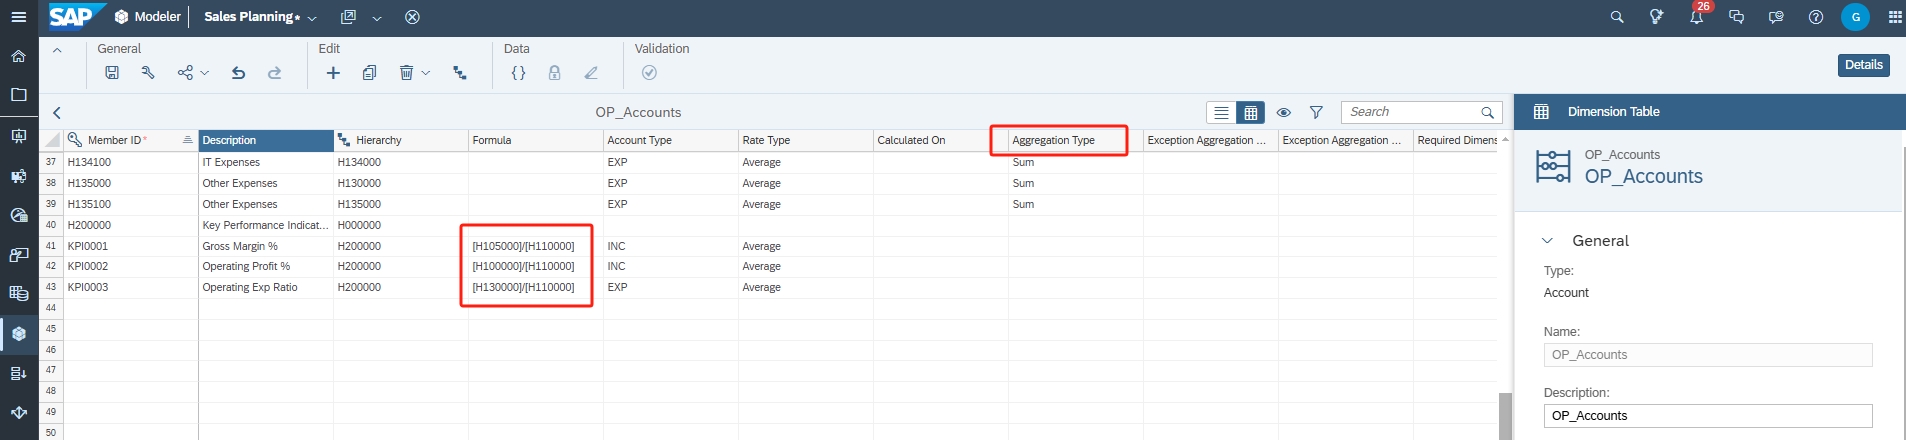 SAP Modeler Sales Planning* 26 G
General Edit Data Validation
{} Details
OP_Accounts Search Dimension Table
Member ID* Description Hierarchy Formula Account Type Rate Type Calculated On Aggregation Type Exception Aggregation ... Exception Aggregation ... Required Dimens
37 H134100 IT Expenses H134000 EXP Average Sum
38 H135000 Other Expenses H130000 EXP Average Sum
39 H135100 Other Expenses H135000 EXP Average Sum
40 H200000 Key Performance Indicat... H000000
41 KPI0001 Gross Margin % H200000 [H105000]/[H110000] INC Average
42 KPI0002 Operating Profit % H200000 [H100000]/[H110000] INC Average
43 KPI0003 Operating Exp Ratio H200000 [H130000]/[H110000] EXP Average
44
45
46
47
48
49
50
OP_Accounts
OP_Accounts
General
Type:
Account
Name:
OP_Accounts
Description:
OP_Accounts